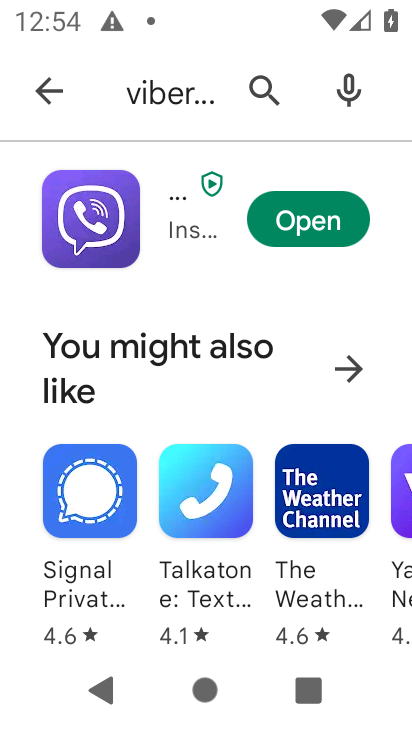 12:54
viber...
...
Ins...
Open
You might also
like
The
Weather
Channel
Signal
Privat...
4.6 ★
Talkaton
e: Text...
4.1 ★
The
Weath...
4.6 ★
Ya
Ne
4.